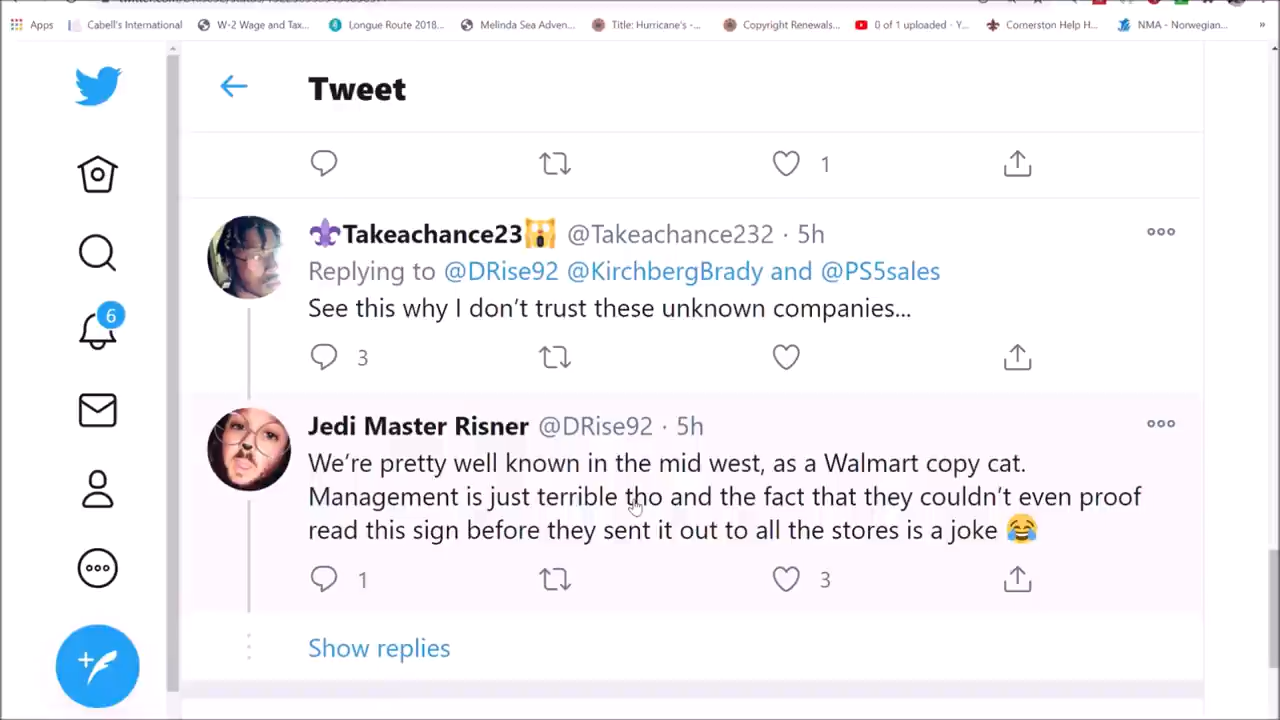 Apps Cabell's International W-2 Wage and Tax... Longue Route 2018... Melinda Sea Adven... Title: Hurricane's -... Copyright Renewals... 0 of 1 uploaded - Y... Cornerston Help H... NMA - Norwegian... »
Tweet
1
⚜Takeachance23🙀 @Takeachance232 · 5h
Replying to @DRise92 @KirchbergBrady and @PS5sales
See this why I don’t trust these unknown companies...
6
3
Jedi Master Risner @DRise92 · 5h
We’re pretty well known in the mid west, as a Walmart copy cat.
Management is just terrible tho and the fact that they couldn’t even proof
read this sign before they sent it out to all the stores is a joke 😂
1 3
Show replies